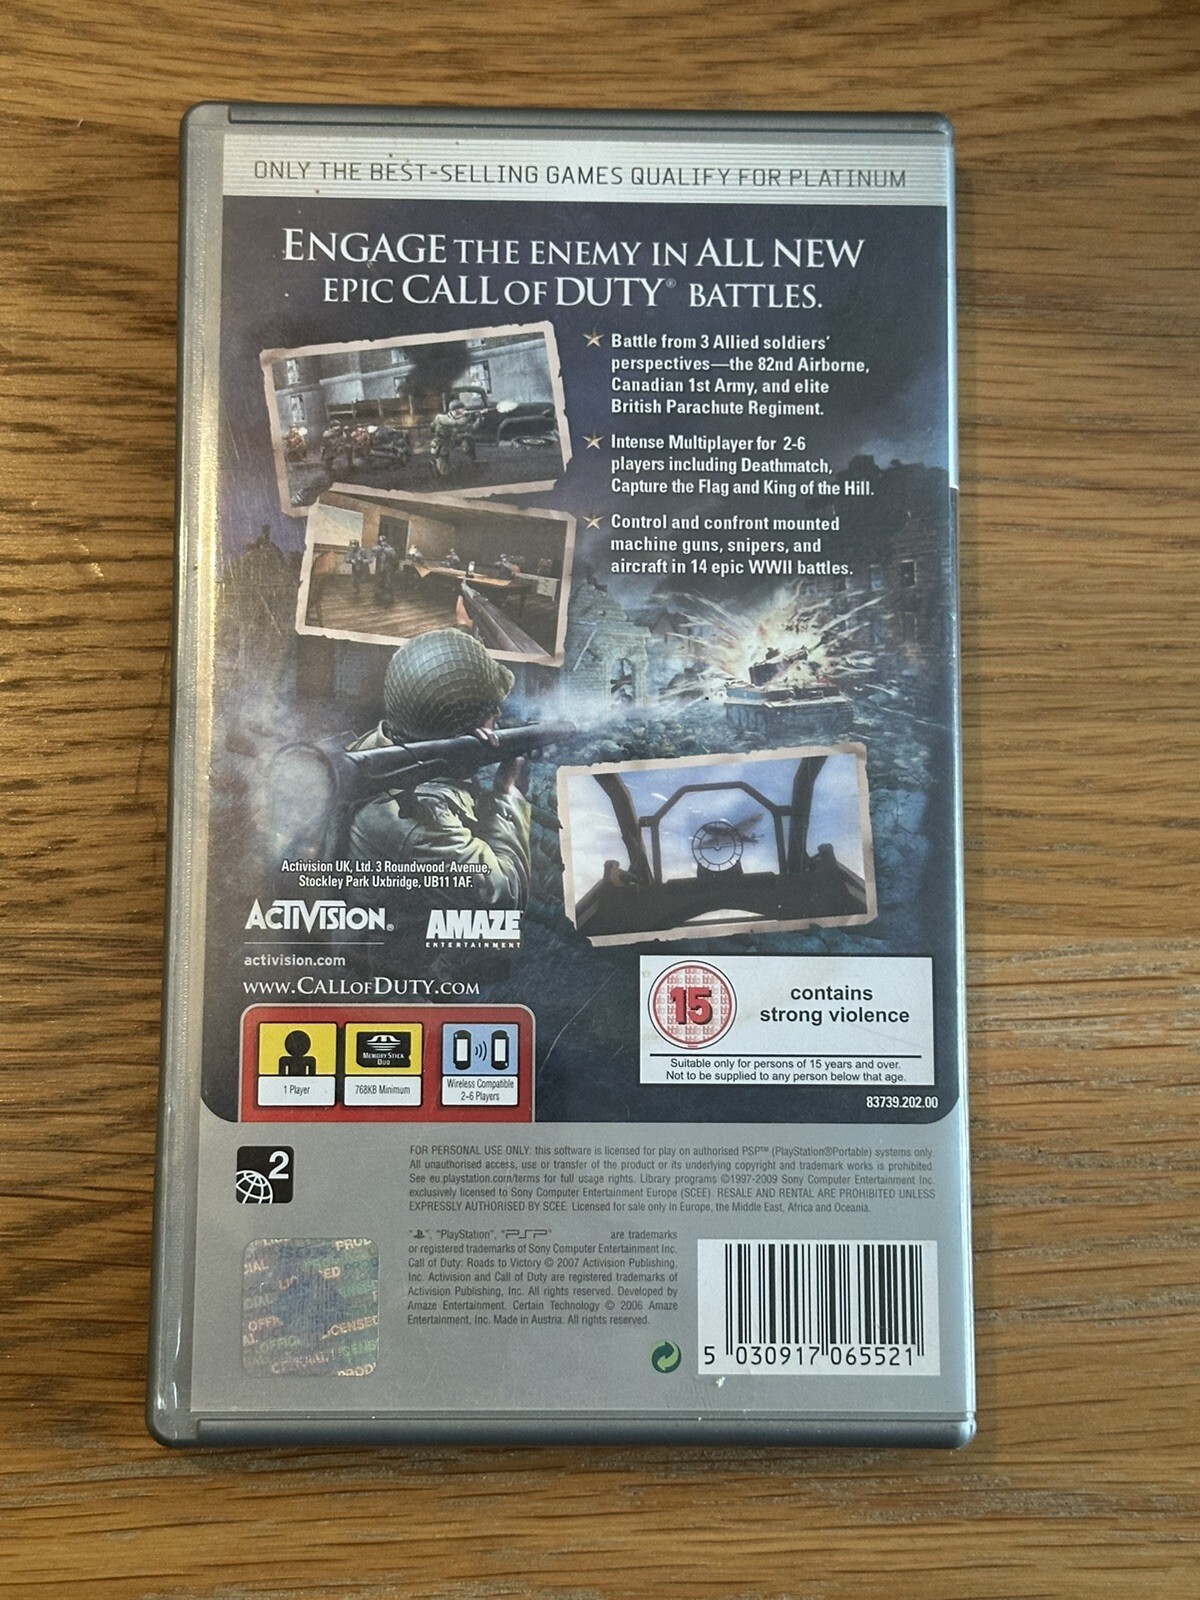 ONLY THE BEST-SELLING GAMES QUALIFY FOR PLATINUM
ENGAGE THE ENEMY IN ALL NEW
EPIC CALL OF DUTY® BATTLES.
Battle from 3 Allied soldiers'
perspectives—the 82nd Airborne,
Canadian 1st Army, and elite
British Parachute Regiment.
Intense Multiplayer for 2-6
players including Deathmatch,
Capture the Flag and King of the Hill.
Control and confront mounted
machine guns, snipers, and
aircraft in 14 epic WWII battles.
Activision UK, Ltd. 3 Roundwood Avenue,
Stockley Park Uxbridge, UB11 1AF.
ACTIVISION®
AMAZE
ENTERTAINMENT
activision.com
www.CALLOFDUTY.COM
15
contains
strong violence
Suitable only for persons of 15 years and over.
Not to be supplied to any person below that age.
83739.202.00
MEMORY STICK
DUO
1 Player
768KB Minimum
Wireless Compatible
2-6 Players
2
FOR PERSONAL USE ONLY: this software is licensed for play on authorised PSP™ (PlayStation®Portable) systems only.
All unauthorised access, use or transfer of the product or its underlying copyright and trademark works is prohibited.
See eu.playstation.com/terms for full usage rights. Library programs ©1997-2009 Sony Computer Entertainment Inc.
exclusively licensed to Sony Computer Entertainment Europe (SCEE). RESALE AND RENTAL ARE PROHIBITED UNLESS
EXPRESSLY AUTHORISED BY SCEE. Licensed for sale only in Europe, the Middle East, Africa and Oceania.
"PlayStation", "PSP" are trademarks
or registered trademarks of Sony Computer Entertainment Inc.
Call of Duty: Roads to Victory © 2007 Activision Publishing,
Inc. Activision and Call of Duty are registered trademarks of
Activision Publishing, Inc. All rights reserved. Developed by
Amaze Entertainment. Certain Technology © 2006 Amaze
Entertainment, Inc. Made in Austria. All rights reserved.
5 030917 065521